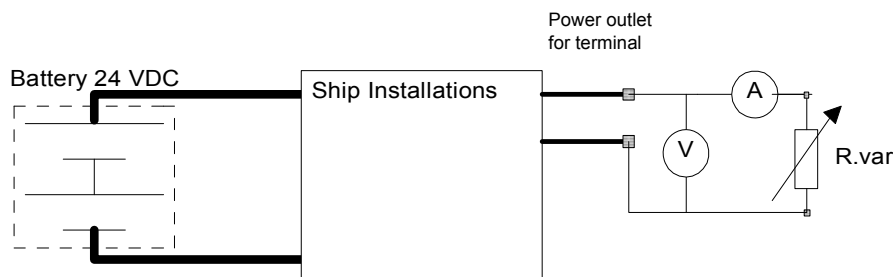 Power outlet
for terminal
Battery 24 VDC
Ship Installations
A
V
R.var